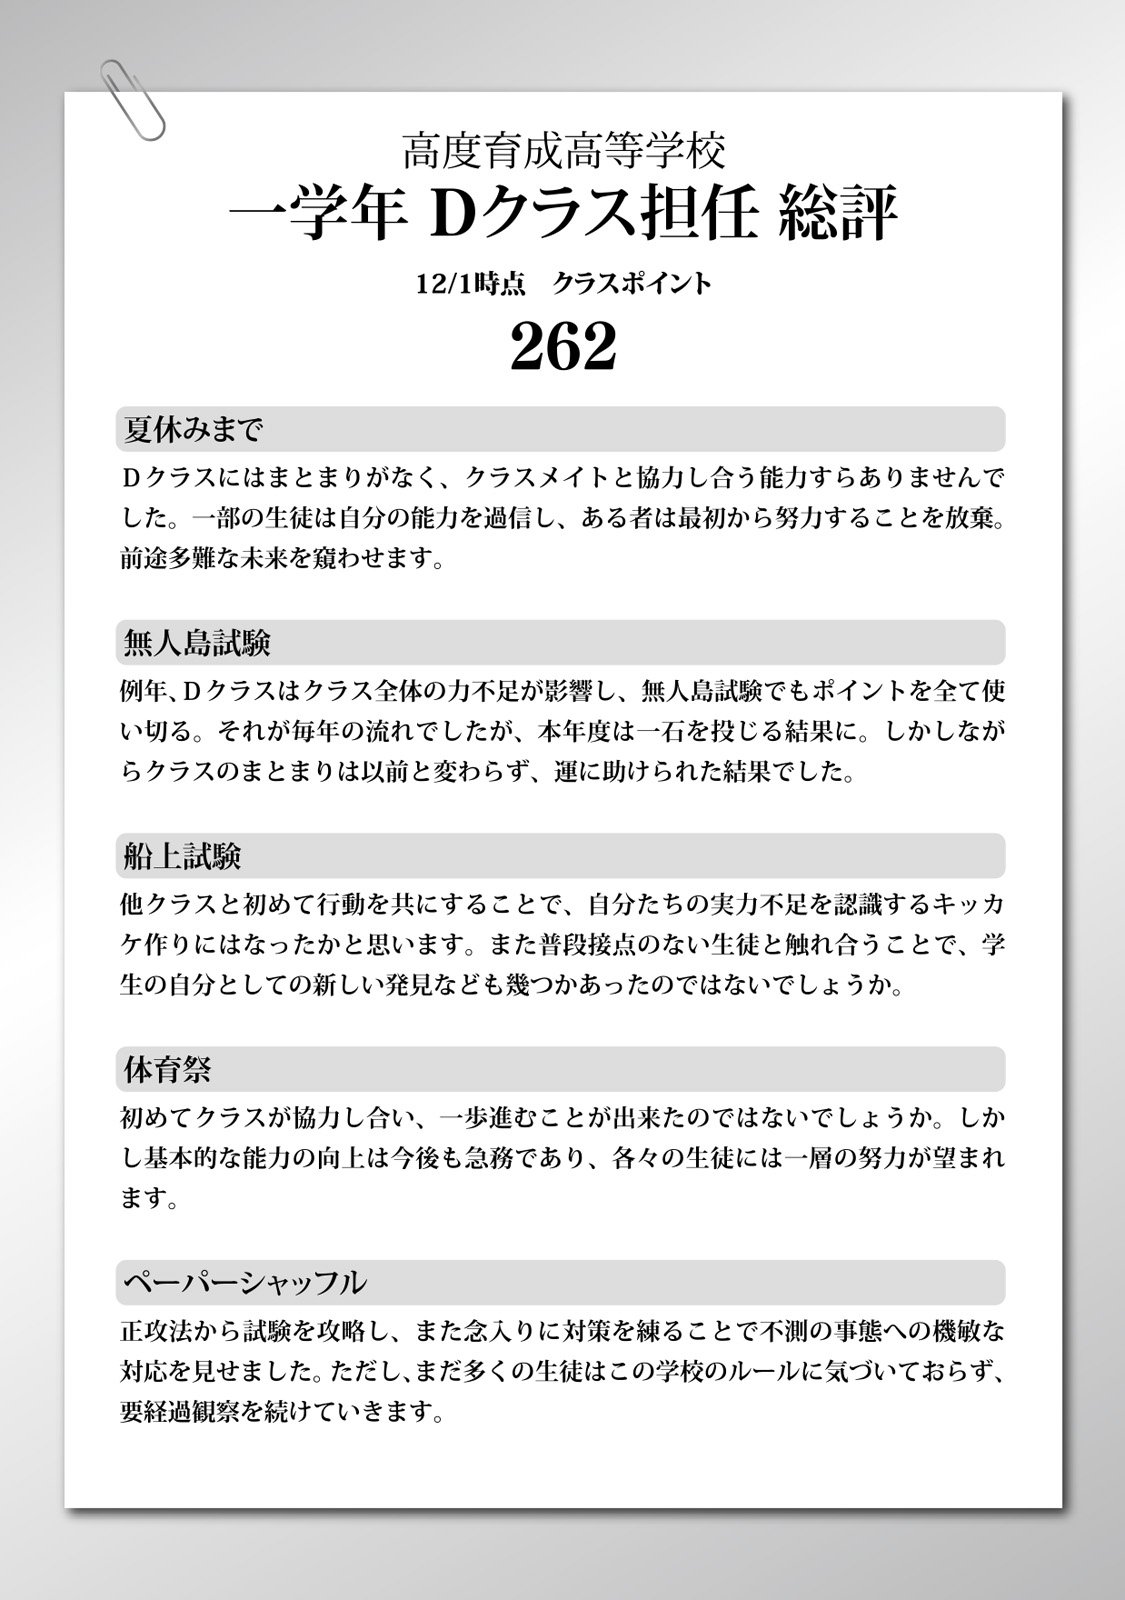 高度育成高等学校
一学年 Dクラス担任 総評
12/1時点　クラスポイント
262
夏休みまで
Ｄクラスにはまとまりがなく、クラスメイトと協力し合う能力すらありませんで
した。一部の生徒は自分の能力を過信し、ある者は最初から努力することを放棄。
前途多難な未来を窺わせます。
無人島試験
例年、Ｄクラスはクラス全体の力不足が影響し、無人島試験でもポイントを全て使
い切る。それが毎年の流れでしたが、本年度は一石を投じる結果に。しかしなが
らクラスのまとまりは以前と変わらず、運に助けられた結果でした。
船上試験
他クラスと初めて行動を共にすることで、自分たちの実力不足を認識するキッカ
ケ作りにはなったかと思います。また普段接点のない生徒と触れ合うことで、学
生の自分としての新しい発見なども幾つかあったのではないでしょうか。
体育祭
初めてクラスが協力し合い、一歩進むことが出来たのではないでしょうか。しか
し基本的な能力の向上は今後も急務であり、各々の生徒には一層の努力が望まれ
ます。
ペーパーシャッフル
正攻法から試験を攻略し、また念入りに対策を練ることで不測の事態への機敏な
対応を見せました。ただし、まだ多くの生徒はこの学校のルールに気づいておらず、
要経過観察を続けていきます。